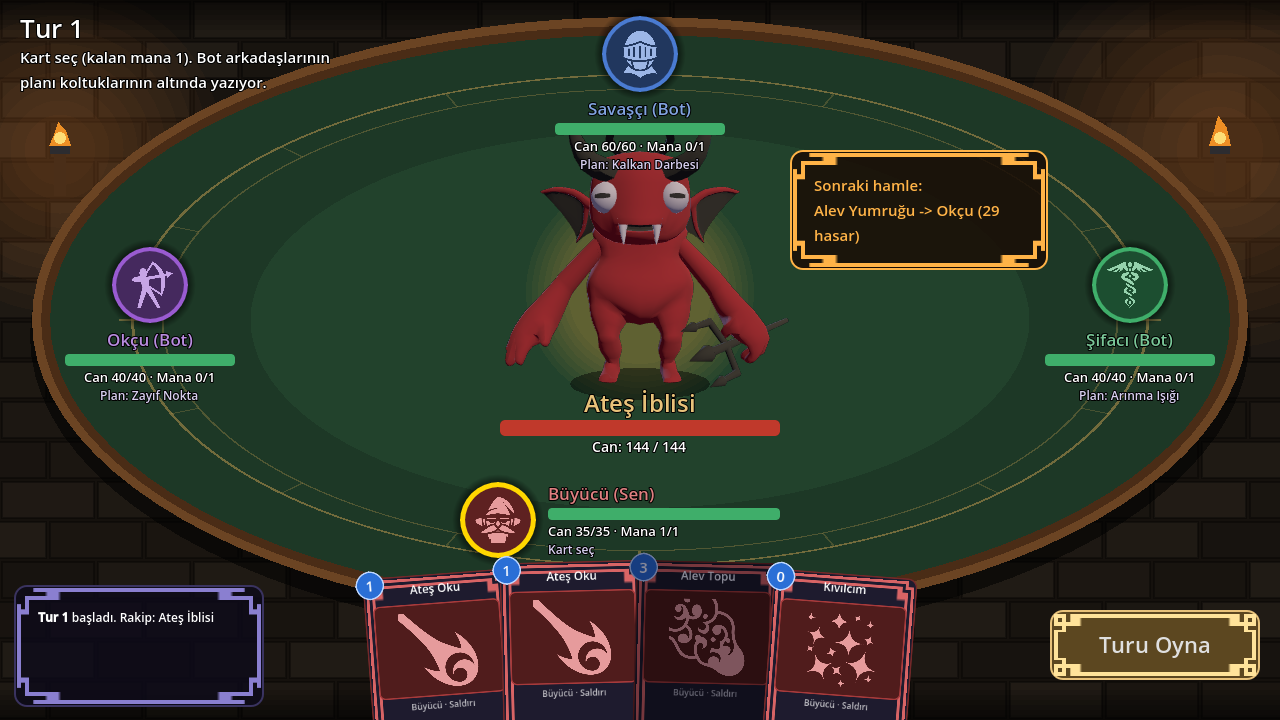 Tur 1
Kart seç (kalan mana 1). Bot arkadaşlarının
planı koltuklarının altında yazıyor.
Savaşçı (Bot)
Can 60/60 · Mana 0/1
Plan: Kalkan Darbesi
Sonraki hamle:
Alev Yumruğu -> Okçu (29
hasar)
Okçu (Bot)
Can 40/40 · Mana 0/1
Plan: Zayıf Nokta
Şifacı (Bot)
Can 40/40 · Mana 0/1
Plan: Arınma Işığı
Ateş İblisi
Can: 144 / 144
Büyücü (Sen)
Can 35/35 · Mana 1/1
Kart seç
1
Ateş Oku
Büyücü · Saldırı
1
Ateş Oku
Büyücü · Saldırı
3
Alev Topu
Büyücü · Saldırı
0
Kıvılcım
Büyücü · Saldırı
Tur 1 başladı. Rakip: Ateş İblisi
Turu Oyna